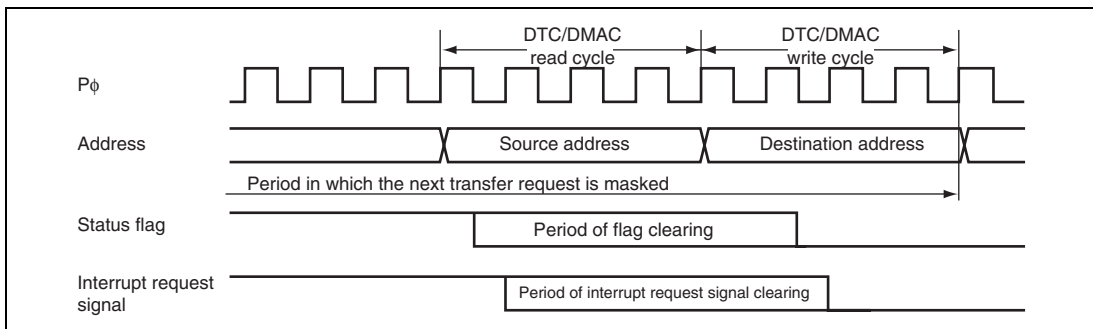 DTC/DMAC
read cycle
DTC/DMAC
write cycle
Pϕ
Address
Source address
Destination address
Period in which the next transfer request is masked
Status flag
Period of flag clearing
Interrupt request
signal
Period of interrupt request signal clearing